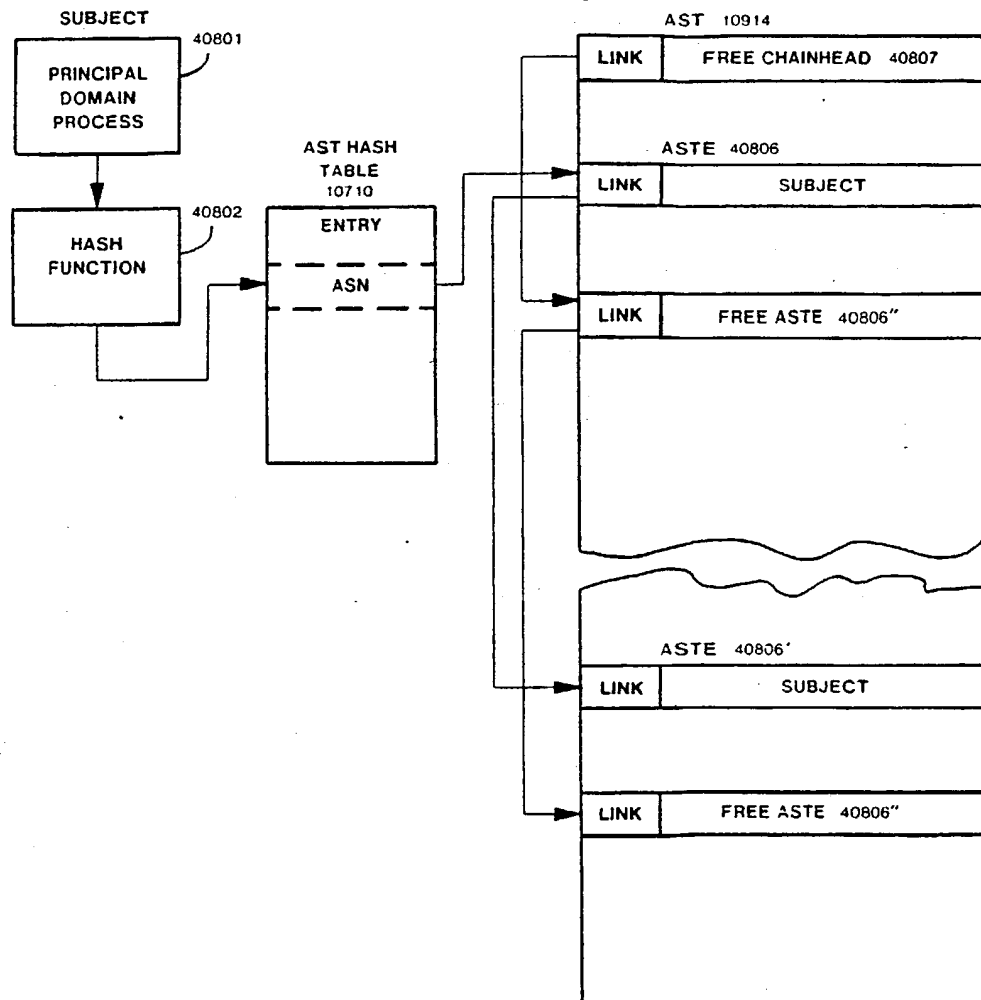 SUBJECT
40801
PRINCIPAL
DOMAIN
PROCESS
40802
HASH
FUNCTION
AST HASH
TABLE
10710
ENTRY
ASN
AST 10914
LINK FREE CHAINHEAD 40807
ASTE 40806
LINK SUBJECT
LINK FREE ASTE 40806"
ASTE 40806'
LINK SUBJECT
LINK FREE ASTE 40806"